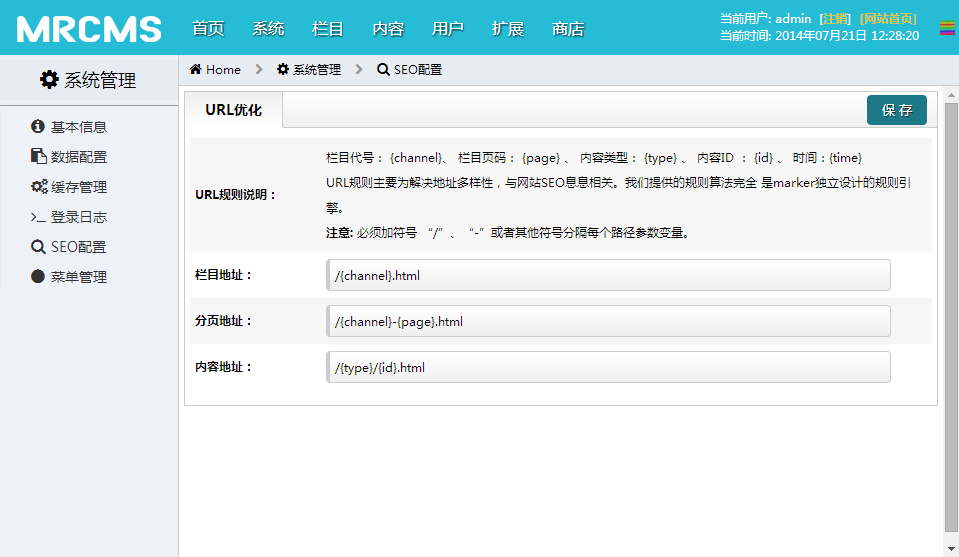 MRCMS 首页 系统 栏目 内容 用户 扩展 商店
当前用户: admin [注销] [网站首页]
当前时间: 2014年07月21日 12:28:20
系统管理
基本信息
数据配置
缓存管理
登录日志
SEO配置
菜单管理
Home 系统管理 SEO配置
URL优化
保 存
URL规则说明：
栏目代号： {channel}、 栏目页码： {page} 、 内容类型： {type} 、 内容ID ： {id} 、 时间：{time}
URL规则主要为解决地址多样性，与网站SEO息息相关。我们提供的规则算法完全 是marker独立设计的规则引
擎。
注意: 必须加符号 “/” 、 “-” 或者其他符号分隔每个路径参数变量。
栏目地址： /{channel}.html
分页地址： /{channel}-{page}.html
内容地址： /{type}/{id}.html